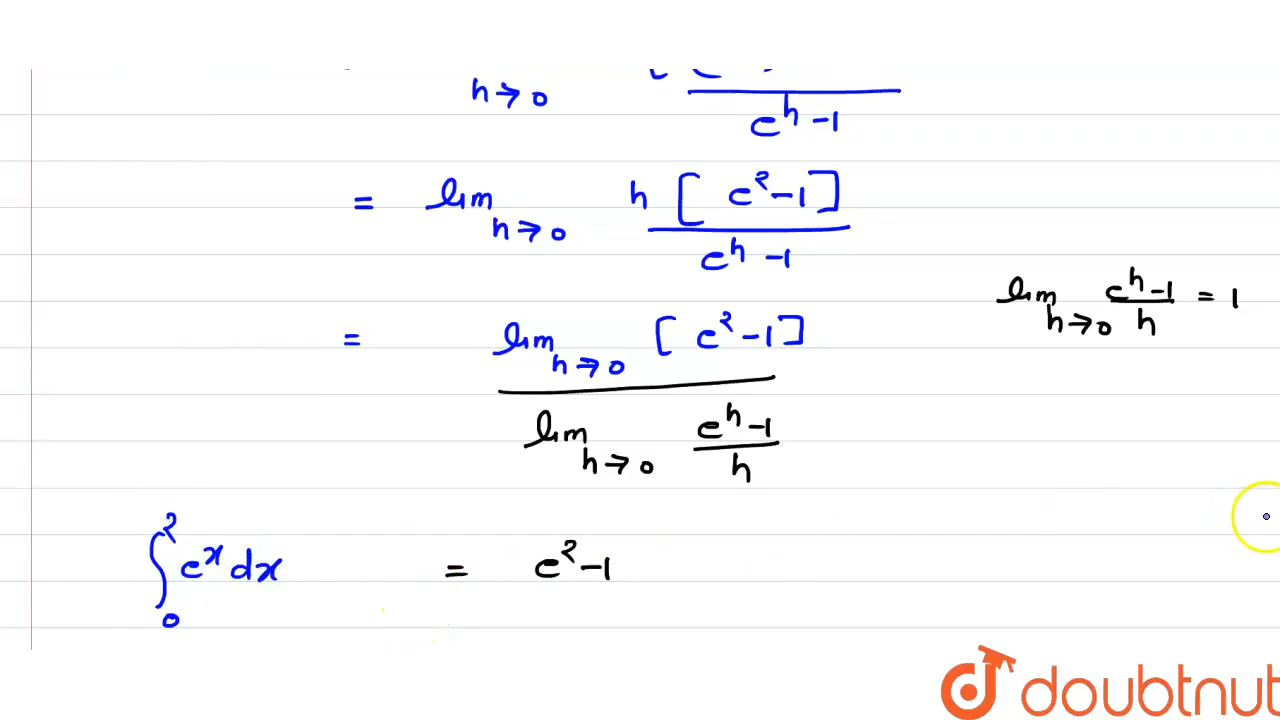 h→0 e^h -1
= lim h→0 h [ e^2 -1 ] / e^h -1
lim h→0 e^h -1 / h = 1
= lim h→0 [ e^2 -1 ] / lim h→0 e^h -1 / h
∫_0^2 e^x dx = e^2 -1
doubtnut